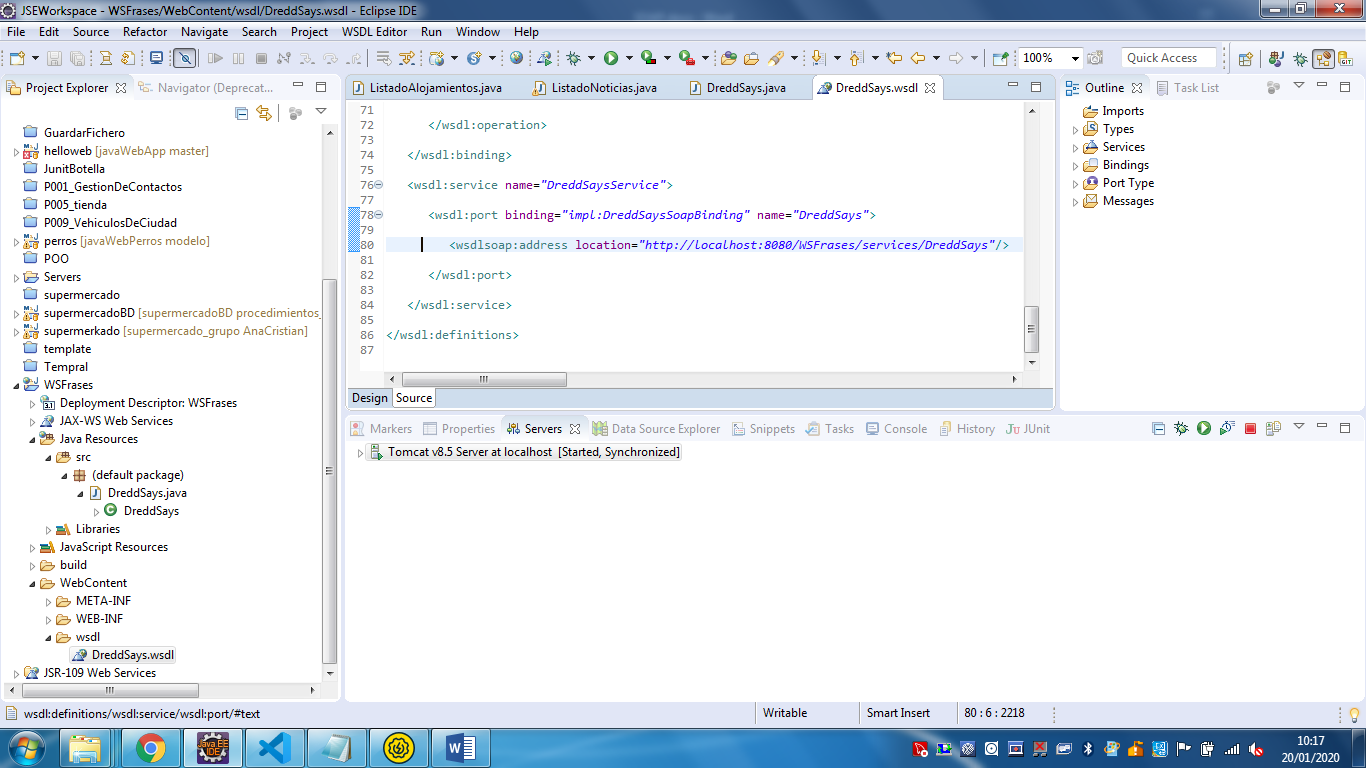 JSEWorkspace - WSFrases/WebContent/wsdl/DreddSays.wsdl - Eclipse IDE
File Edit Source Refactor Navigate Search Project WSDL Editor Run Window Help
100% Quick Access
Project Explorer Navigator (Deprecat...
GuardarFichero
helloweb [javaWebApp master]
JunitBotella
P001_GestionDeContactos
P005_tienda
P009_VehiculosDeCiudad
perros [javaWebPerros modelo]
POO
Servers
supermercado
supermercadoBD [supermercadoBD procedimientos_
supermerkado [supermercado_grupo AnaCristian]
template
Tempral
WSFrases
Deployment Descriptor: WSFrases
JAX-WS Web Services
Java Resources
src
(default package)
DreddSays.java
DreddSays
Libraries
JavaScript Resources
build
WebContent
META-INF
WEB-INF
wsdl
DreddSays.wsdl
JSR-109 Web Services
ListadoAlojamientos.java ListadoNoticias.java DreddSays.java DreddSays.wsdl
71
72 </wsdl:operation>
73
74 </wsdl:binding>
75
76 <wsdl:service name="DreddSaysService">
77
78 <wsdl:port binding="impl:DreddSaysSoapBinding" name="DreddSays">
79
80 <wsdlsoap:address location="http://localhost:8080/WSFrases/services/DreddSays"/>
81
82 </wsdl:port>
83
84 </wsdl:service>
85
86 </wsdl:definitions>
87
Design Source
Outline Task List
Imports
Types
Services
Bindings
Port Type
Messages
Markers Properties Servers Data Source Explorer Snippets Tasks Console History JUnit
Tomcat v8.5 Server at localhost [Started, Synchronized]
wsdl:definitions/wsdl:service/wsdl:port/#text Writable Smart Insert 80 : 6 : 2218
Java EE
IDE
10:17
20/01/2020